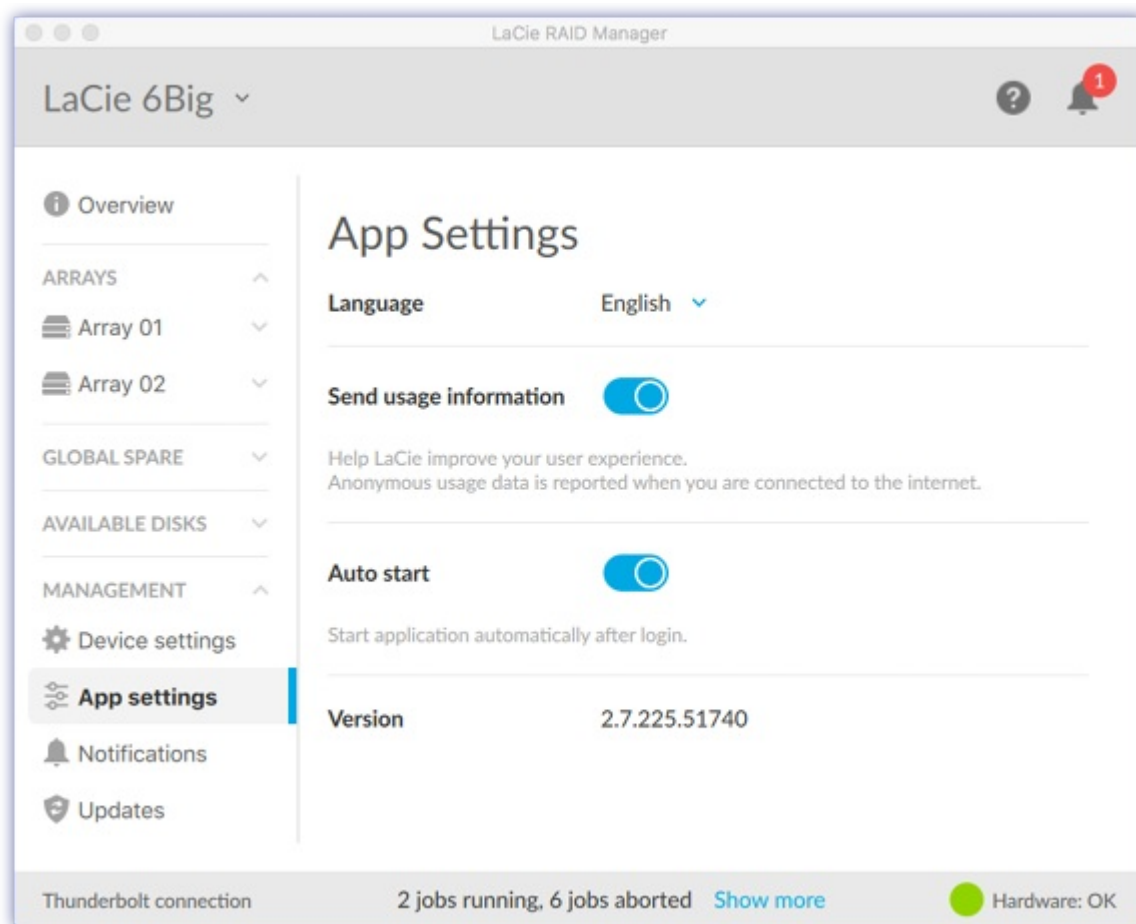 LaCie RAID Manager
LaCie 6Big
1
Overview
ARRAYS
Array 01
Array 02
GLOBAL SPARE
AVAILABLE DISKS
MANAGEMENT
Device settings
App settings
Notifications
Updates
App Settings
Language English
Send usage information
Help LaCie improve your user experience.
Anonymous usage data is reported when you are connected to the internet.
Auto start
Start application automatically after login.
Version 2.7.225.51740
Thunderbolt connection 2 jobs running, 6 jobs aborted Show more Hardware: OK